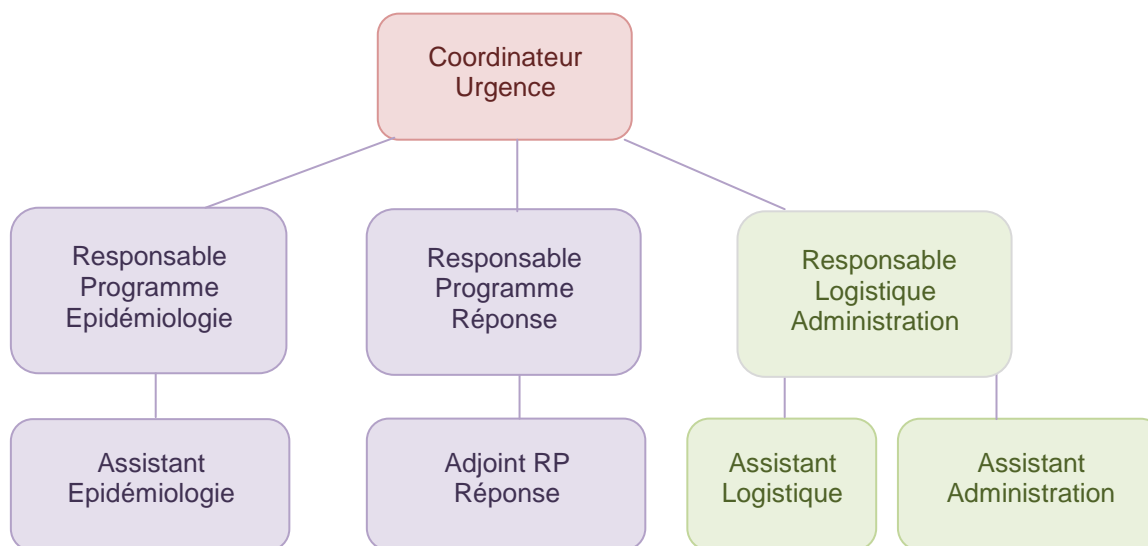 Coordinateur
Urgence
Responsable
Programme
Epidémiologie
Responsable
Programme
Réponse
Responsable
Logistique
Administration
Assistant
Epidémiologie
Adjoint RP
Réponse
Assistant
Logistique
Assistant
Administration